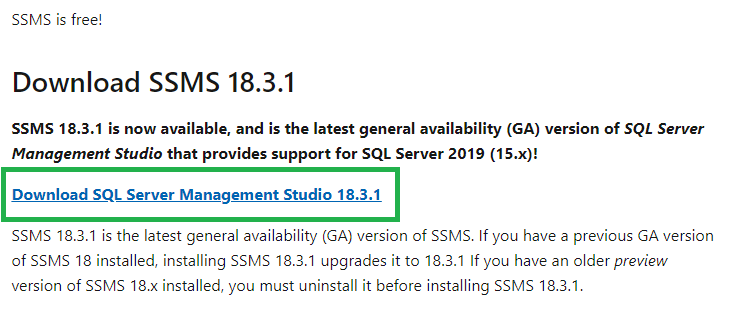 SSMS is free!
Download SSMS 18.3.1
SSMS 18.3.1 is now available, and is the latest general availability (GA) version of SQL Server
Management Studio that provides support for SQL Server 2019 (15.x)!
Download SQL Server Management Studio 18.3.1
SSMS 18.3.1 is the latest general availability (GA) version of SSMS. If you have a previous GA version
of SSMS 18 installed, installing SSMS 18.3.1 upgrades it to 18.3.1 If you have an older preview
version of SSMS 18.x installed, you must uninstall it before installing SSMS 18.3.1.